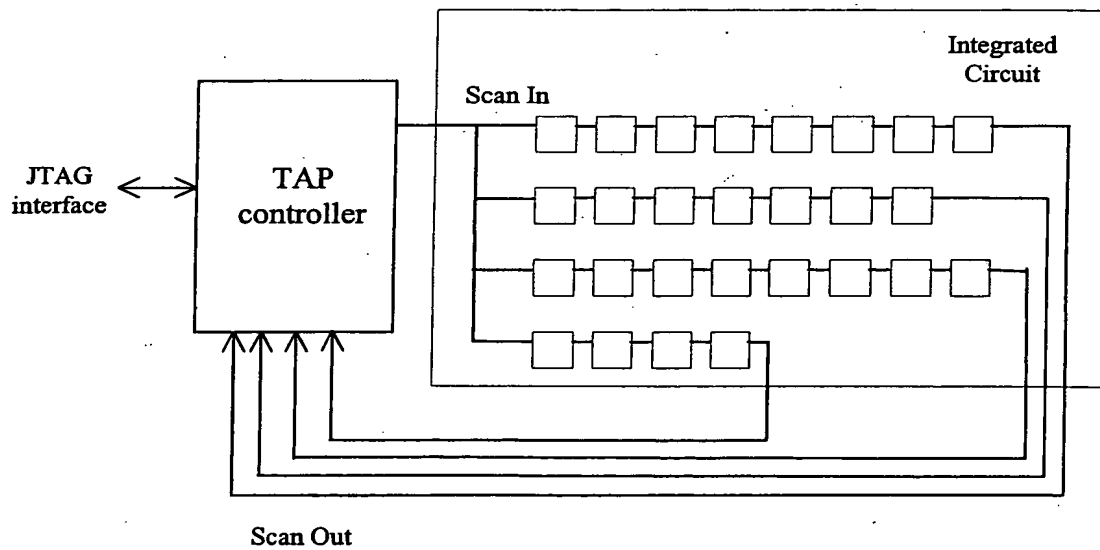 Integrated
Circuit
Scan In
JTAG
interface
TAP
controller
Scan Out